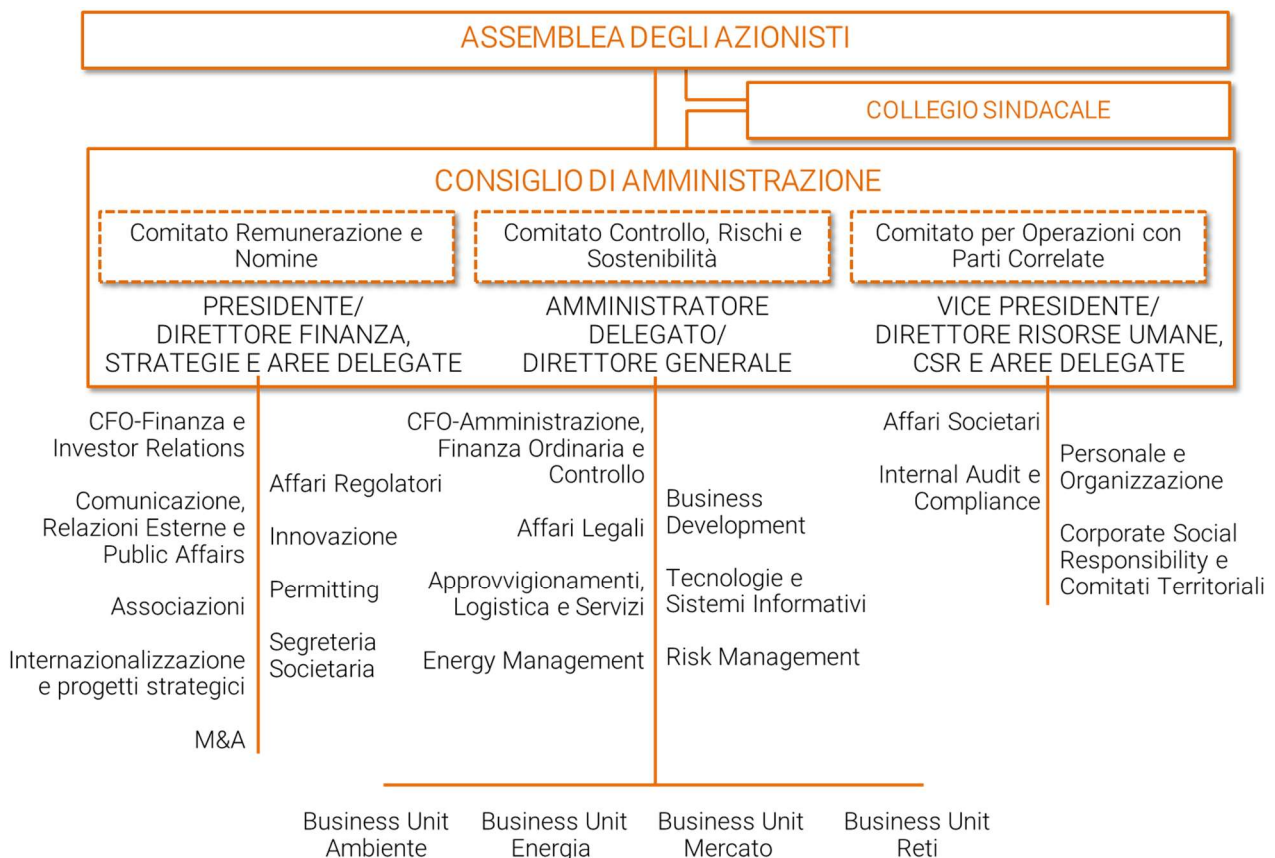 ASSEMBLEA DEGLI AZIONISTI
COLLEGIO SINDACALE
CONSIGLIO DI AMMINISTRAZIONE
Comitato Remunerazione e
Nomine
Comitato Controllo, Rischi e
Sostenibilità
Comitato per Operazioni con
Parti Correlate
PRESIDENTE/
DIRETTORE FINANZA,
STRATEGIE E AREE DELEGATE
AMMINISTRATORE
DELEGATO/
DIRETTORE GENERALE
VICE PRESIDENTE/
DIRETTORE RISORSE UMANE,
CSR E AREE DELEGATE
CFO-Finanza e
Investor Relations
Comunicazione,
Relazioni Esterne e
Public Affairs
Associazioni
Internazionalizzazione
e progetti strategici
M&A
Affari Regolatori
Innovazione
Permitting
Segreteria
Societaria
CFO-Amministrazione,
Finanza Ordinaria e
Controllo
Affari Legali
Approvvigionamenti,
Logistica e Servizi
Energy Management
Business
Development
Tecnologie e
Sistemi Informativi
Risk Management
Affari Societari
Internal Audit e
Compliance
Personale e
Organizzazione
Corporate Social
Responsibility e
Comitati Territoriali
Business Unit
Ambiente
Business Unit
Energia
Business Unit
Mercato
Business Unit
Reti